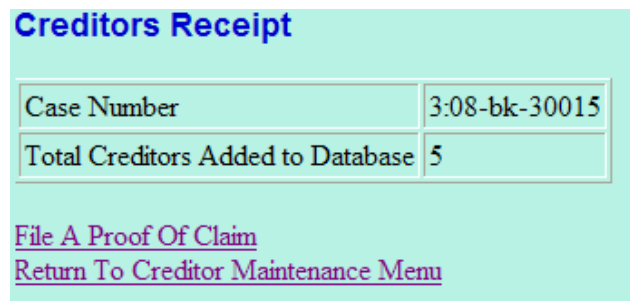 Creditors Receipt
Case Number 3:08-bk-30015
Total Creditors Added to Database 5
File A Proof Of Claim
Return To Creditor Maintenance Menu